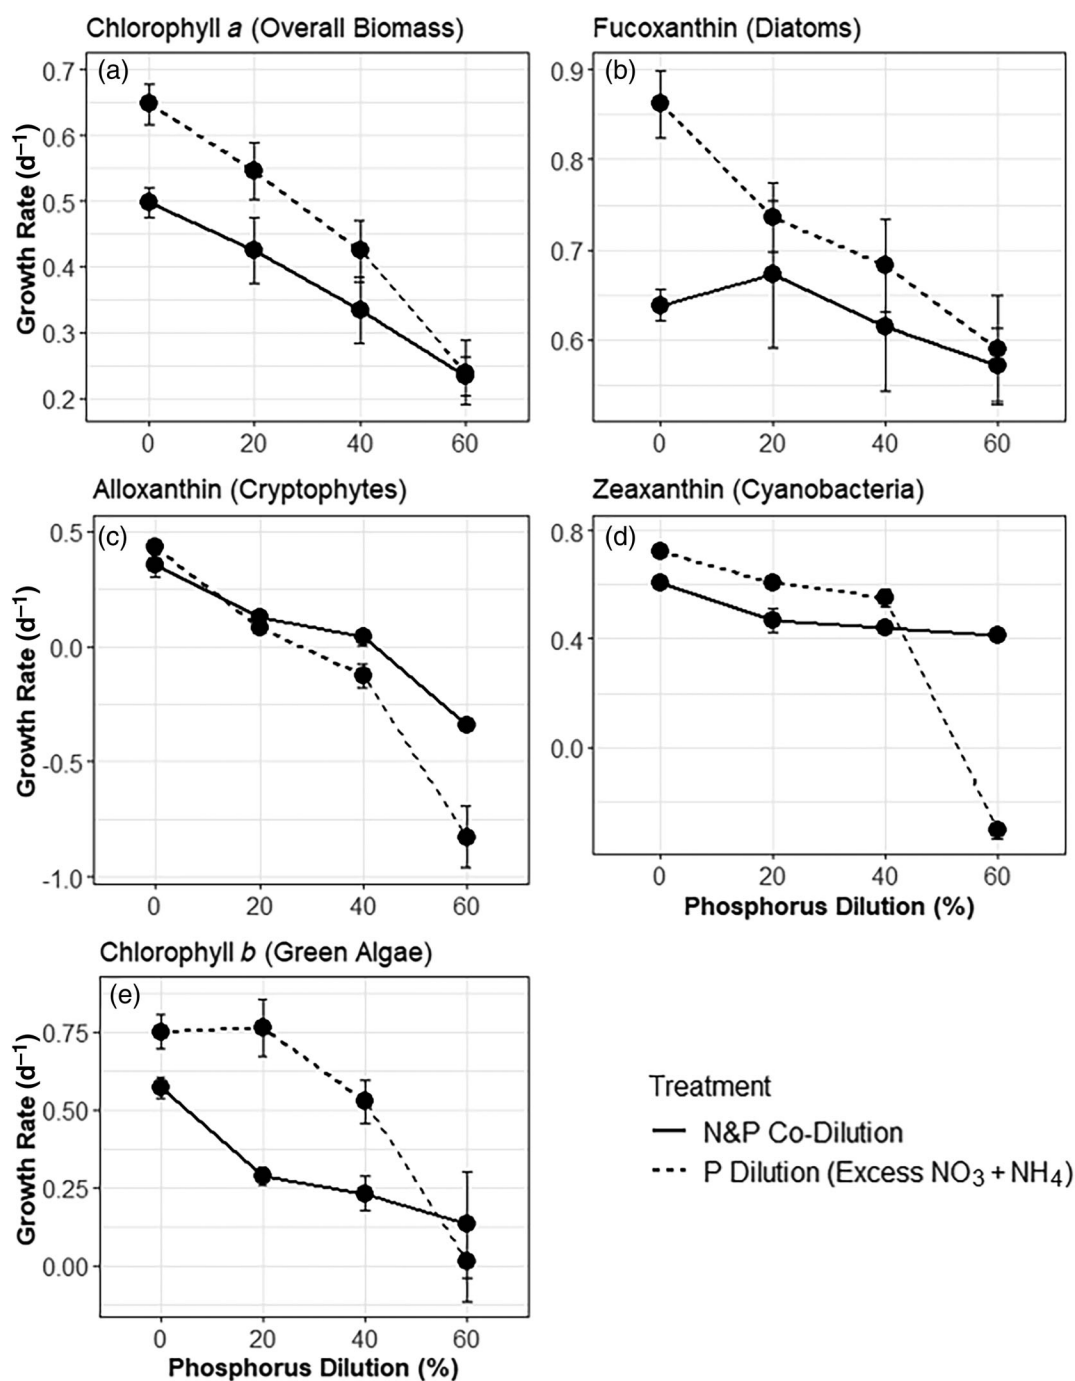 Chlorophyll a (Overall Biomass)
(a)
Growth Rate (d⁻¹)
0.7
0.6
0.5
0.4
0.3
0.2
0 20 40 60
Fucoxanthin (Diatoms)
(b)
0.9
0.8
0.7
0.6
0 20 40 60
Alloxanthin (Cryptophytes)
(c)
Growth Rate (d⁻¹)
0.5
0.0
-0.5
-1.0
0 20 40 60
Zeaxanthin (Cyanobacteria)
(d)
0.8
0.4
0.0
0 20 40 60
Phosphorus Dilution (%)
Chlorophyll b (Green Algae)
(e)
Growth Rate (d⁻¹)
0.75
0.50
0.25
0.00
0 20 40 60
Phosphorus Dilution (%)
Treatment
N&P Co-Dilution
P Dilution (Excess NO₃ + NH₄)